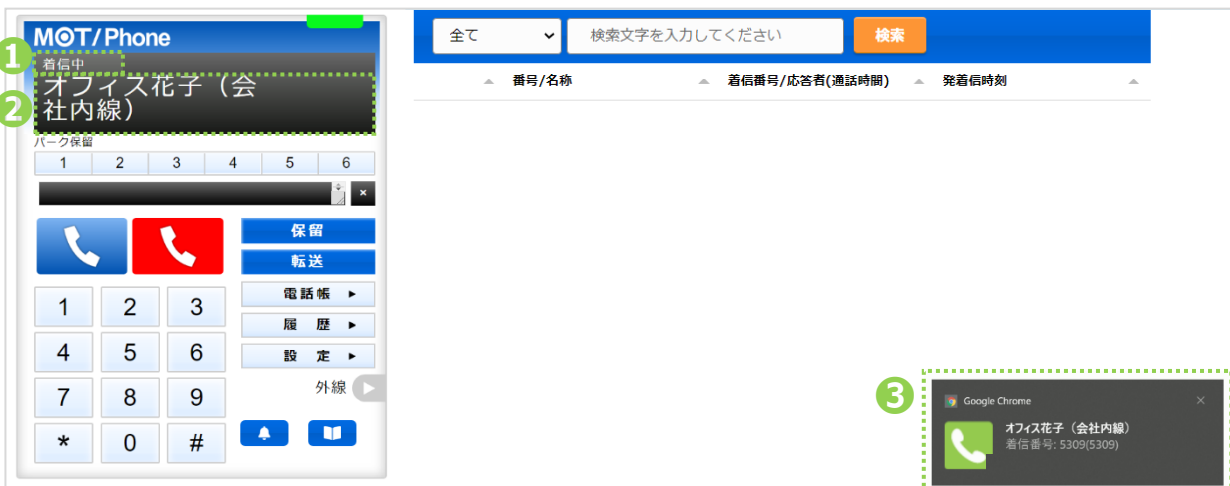 MOT/Phone
1
着信中
2
オフィス花子（会
社内線）
パーク保留
1 2 3 4 5 6
×
保留
転送
電話帳 ▶
履 歴 ▶
設 定 ▶
外線
1 2 3
4 5 6
7 8 9
* 0 #
全て
検索文字を入力してください
検索
番号/名称
着信番号/応答者(通話時間)
発着信時刻
3
Google Chrome
オフィス花子（会社内線）
着信番号: 5309(5309)